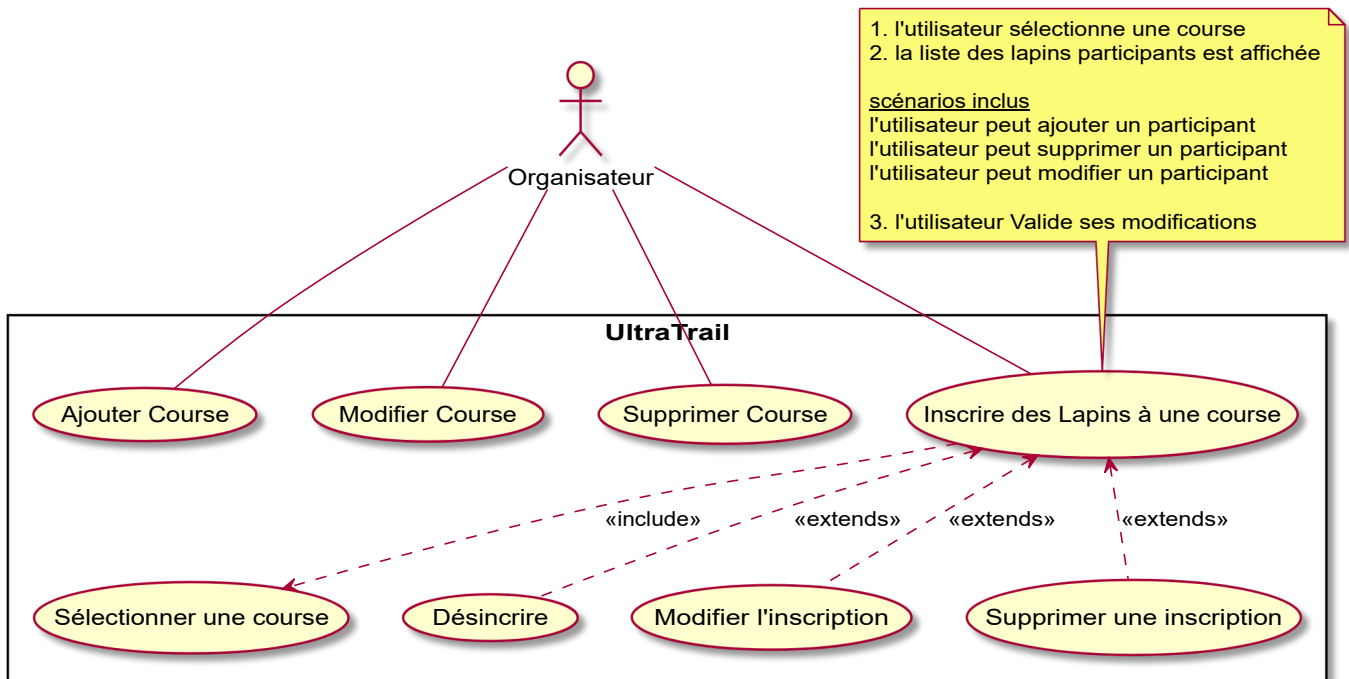 1. l'utilisateur sélectionne une course
2. la liste des lapins participants est affichée
scénarios inclus
l'utilisateur peut ajouter un participant
l'utilisateur peut supprimer un participant
l'utilisateur peut modifier un participant
3. l'utilisateur Valide ses modifications
Organisateur
UltraTrail
Ajouter Course
Modifier Course
Supprimer Course
Inscrire des Lapins à une course
«include»
«extends»
«extends»
«extends»
Sélectionner une course
Désincrire
Modifier l'inscription
Supprimer une inscription